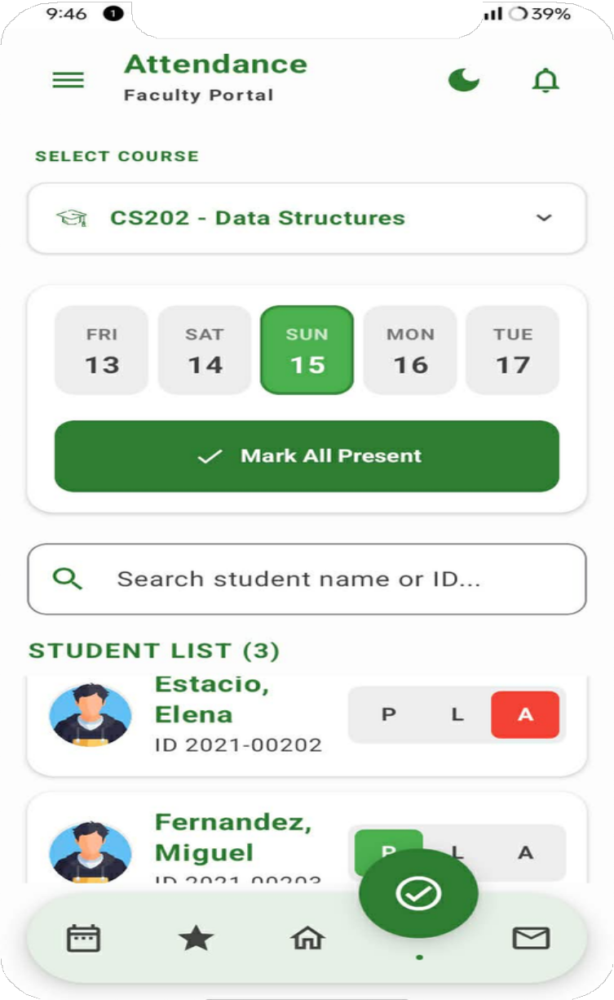 9:46 1 39%
Attendance
Faculty Portal
SELECT COURSE
CS202 - Data Structures
FRI SAT SUN MON TUE
13 14 15 16 17
Mark All Present
Search student name or ID...
STUDENT LIST (3)
Estacio,
Elena
P L A
ID 2021-00202
Fernandez,
Miguel
P L A
ID 2021-00203